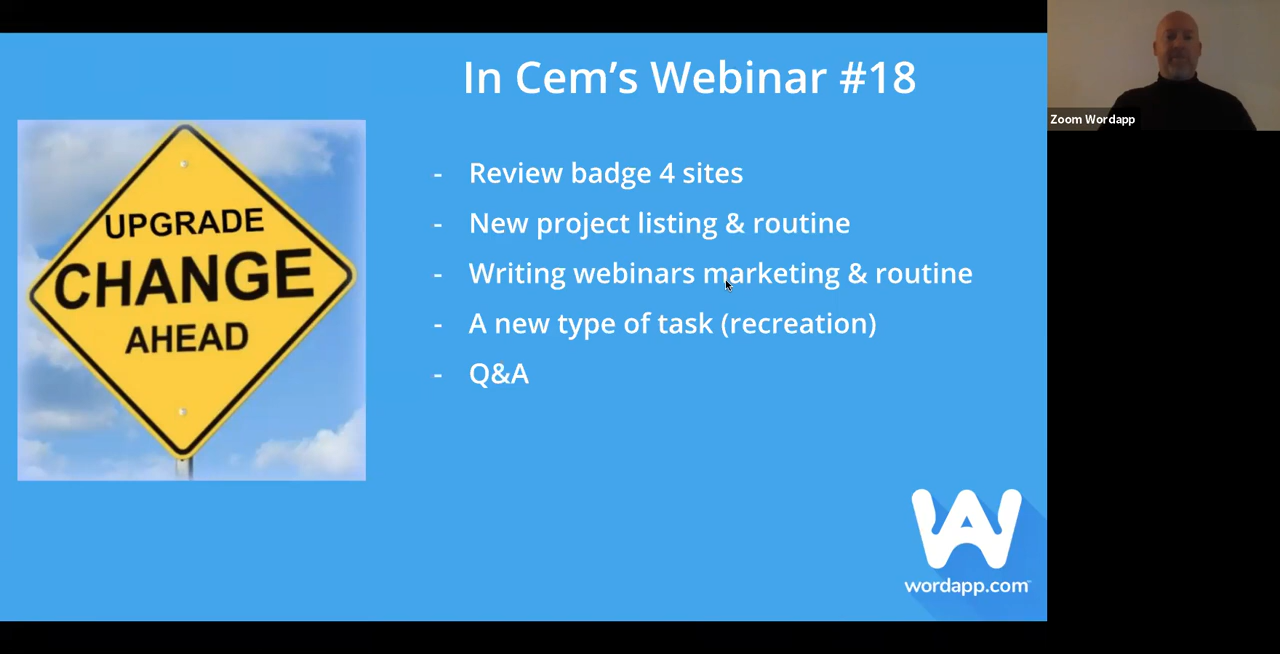 In Cem’s Webinar #18
UPGRADE
CHANGE
AHEAD
- Review badge 4 sites
- New project listing & routine
- Writing webinars marketing & routine
- A new type of task (recreation)
- Q&A
wordapp.com
Zoom Wordapp